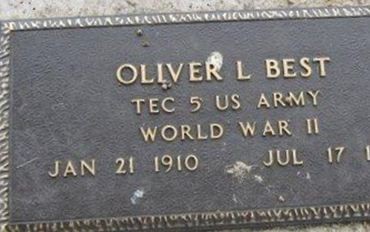 OLIVER L BEST
TEC 5 US ARMY
WORLD WAR II
JAN 21 1910 JUL 17